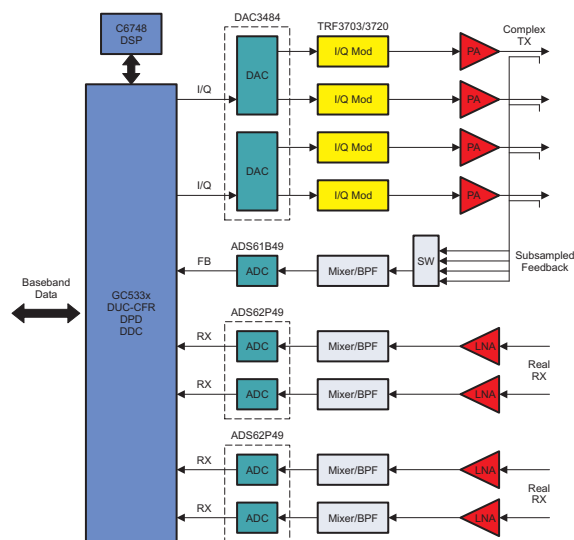 C6748
DSP
DAC3484
TRF3703/3720
Complex
TX
I/Q
DAC
I/Q Mod
PA
I/Q Mod
PA
DAC
I/Q Mod
PA
I/Q
I/Q Mod
PA
ADS61B49
FB
ADC
Mixer/BPF
SW
Subsampled
Feedback
Baseband
Data
GC533x
DUC-CFR
DPD
DDC
ADS62P49
RX
ADC
Mixer/BPF
LNA
Real
RX
RX
ADC
Mixer/BPF
LNA
ADS62P49
RX
ADC
Mixer/BPF
LNA
Real
RX
RX
ADC
Mixer/BPF
LNA